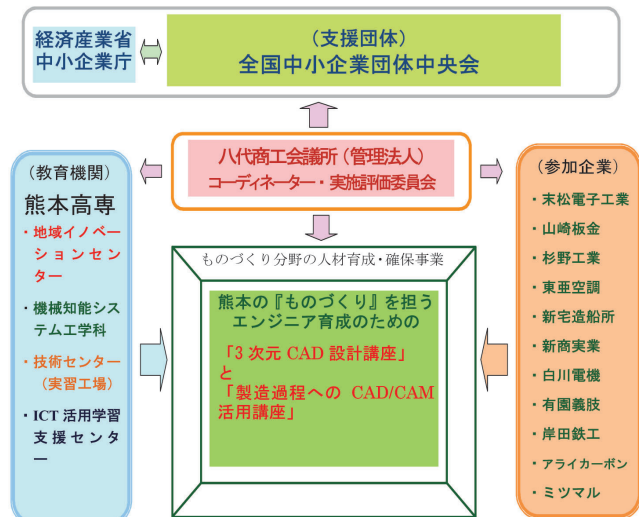 経済産業省
中小企業庁
(支援団体)
全国中小企業団体中央会
八代商工会議所(管理法人)
コーディネーター・実施評価委員会
(教育機関)
熊本高専
・地域イノベー
ションセン
ター
・機械知能シス
テム工学科
・技術センター
(実習工場)
・ICT 活用学習
支援センタ
ー
ものづくり分野の人材育成・確保事業
熊本の『ものづくり』を担う
エンジニア育成のための
「3 次元 CAD 設計講座」
と
「製造過程への CAD/CAM
活用講座」
(参加企業)
・末松電子工業
・山崎板金
・杉野工業
・東亜空調
・新宅造船所
・新商実業
・白川電機
・有園義肢
・岸田鉄工
・アライカーボン
・ミツマル